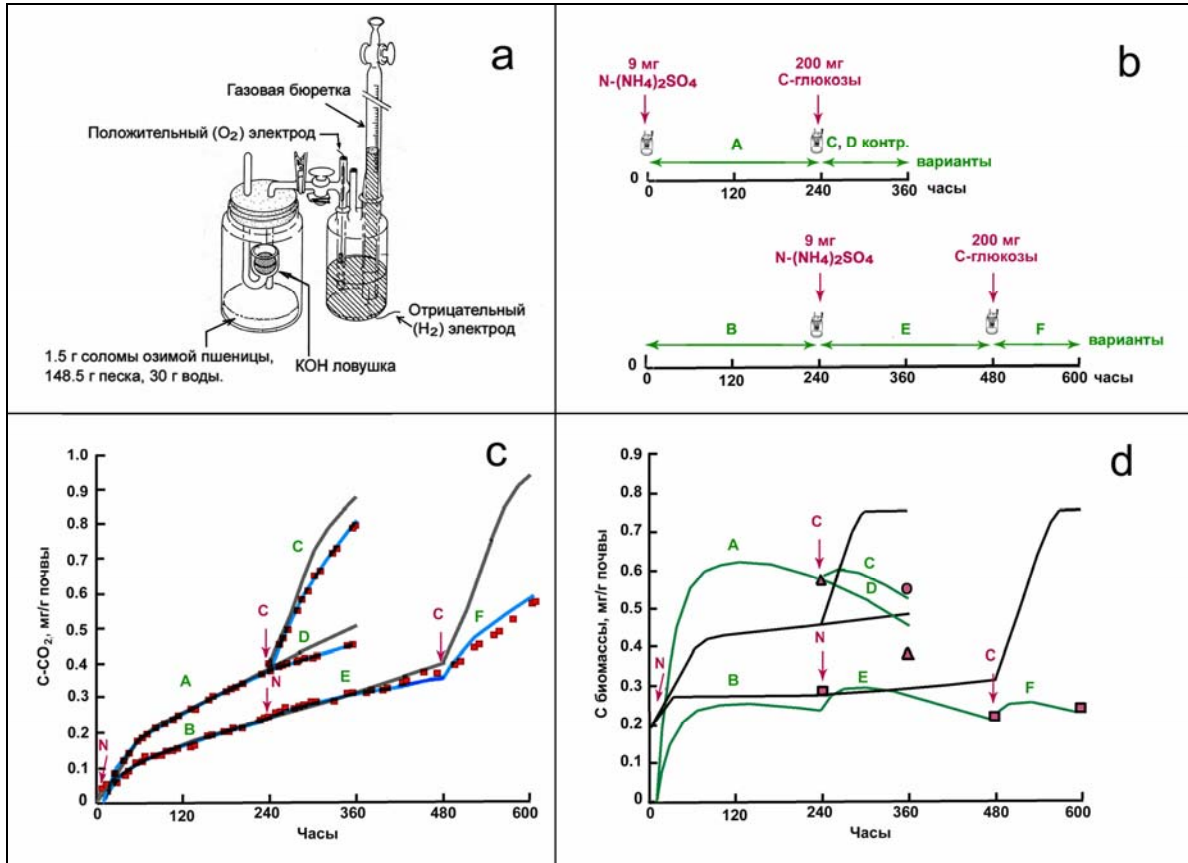 a
Газовая бюретка
Положительный (O2) электрод
Отрицательный
(H2) электрод
1.5 г соломы озимой пшеницы,
148.5 г песка, 30 г воды.
КОН ловушка
b
9 мг
N-(NH4)2SO4
200 мг
C-глюкозы
A
C, D контр.
варианты
0
0 120 240 360 часы
9 мг
N-(NH4)2SO4
200 мг
C-глюкозы
B
E
F
варианты
0
0 120 240 360 480 600 часы
c
C-CO2, мг/г почвы
1.0
0.9
0.8
0.7
0.6
0.5
0.4
0.3
0.2
0.1
0
N
A
B
C
N
C
D
E
C
F
0 120 240 360 480 600
Часы
d
С биомассы, мг/г почвы
0.9
0.8
0.7
0.6
0.5
0.4
0.3
0.2
0.1
0
N
A
B
C
C
D
N
E
C
F
0 120 240 360 480 600
Часы